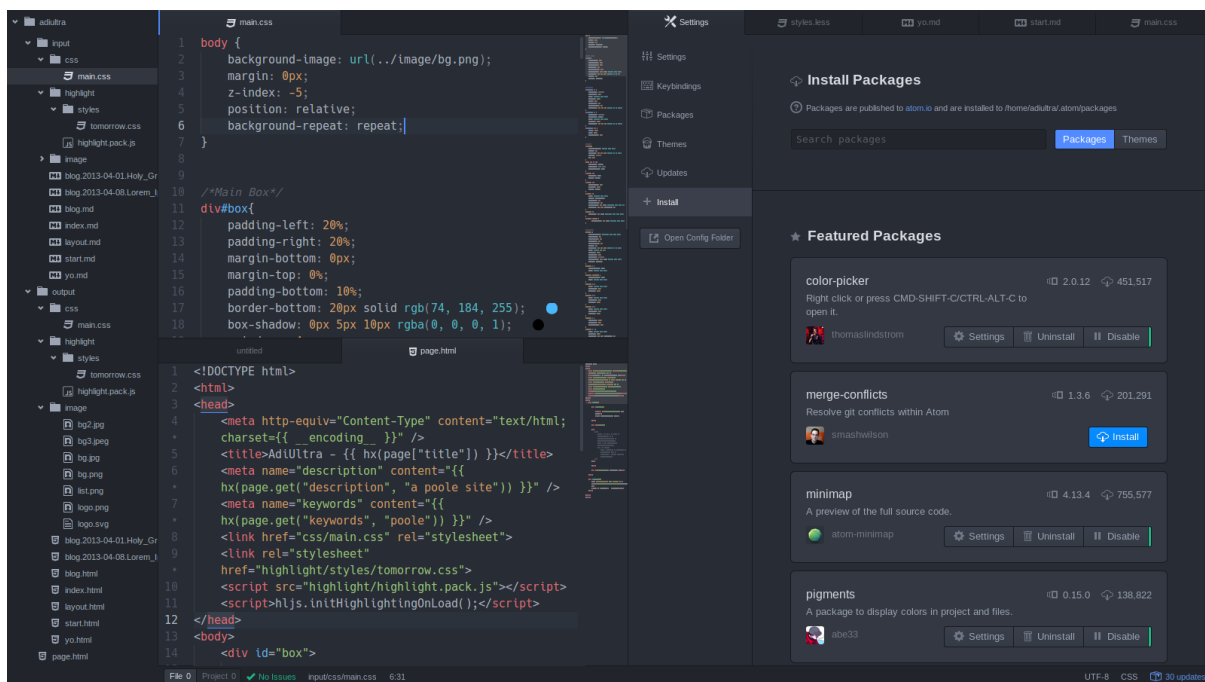 adiultra
input
css
main.css
highlight
styles
tomorrow.css
highlight.pack.js
image
blog.2013-04-01.Holy_Gr
blog.2013-04-08.Lorem_I
blog.md
index.md
layout.md
start.md
yo.md
output
css
main.css
highlight
styles
tomorrow.css
highlight.pack.js
image
bg2.jpg
bg3.jpeg
bg.jpg
bg.png
list.png
logo.png
logo.svg
blog.2013-04-01.Holy_Gr
blog.2013-04-08.Lorem_I
blog.html
index.html
layout.html
start.html
yo.html
page.html
main.css
1 body {
2 background-image: url(../image/bg.png);
3 margin: 0px;
4 z-index: -5;
5 position: relative;
6 background-repeat: repeat;
7 }
8
9
10 /*Main Box*/
11 div#box{
12 padding-left: 20%;
13 padding-right: 20%;
14 margin-bottom: 0px;
15 margin-top: 0%;
16 padding-bottom: 10%;
17 border-bottom: 20px solid rgb(74, 184, 255);
18 box-shadow: 0px 5px 10px rgba(0, 0, 0, 1);
untitled page.html
1 <!DOCTYPE html>
2 <html>
3 <head>
4 <meta http-equiv="Content-Type" content="text/html;
• charset={{ __encoding__ }}" />
5 <title>AdiUltra - {{ hx(page["title"]) }}</title>
6 <meta name="description" content="{{
• hx(page.get("description", "a poole site")) }}" />
7 <meta name="keywords" content="{{
• hx(page.get("keywords", "poole")) }}" />
8 <link href="css/main.css" rel="stylesheet">
9 <link rel="stylesheet"
• href="highlight/styles/tomorrow.css">
10 <script src="highlight/highlight.pack.js"></script>
11 <script>hljs.initHighlightingOnLoad();</script>
12 </head>
13 <body>
14 <div id="box">
Settings styles.less yo.md start.md main.css
Settings
Keybindings
Packages
Themes
Updates
Install
Open Config Folder
Install Packages
Packages are published to atom.io and are installed to /home/adiultra/.atom/packages
Search packages Packages Themes
Featured Packages
color-picker 2.0.12 451,517
Right click or press CMD-SHIFT-C/CTRL-ALT-C to
open it.
thomaslindstrom Settings Uninstall Disable
merge-conflicts 1.3.6 201,291
Resolve git conflicts within Atom
smashwilson Install
minimap 4.13.4 755,577
A preview of the full source code.
atom-minimap Settings Uninstall Disable
pigments 0.15.0 138,822
A package to display colors in project and files.
abe33 Settings Uninstall Disable
File 0 Project 0 No Issues input/css/main.css 6:31 UTF-8 CSS 30 updates